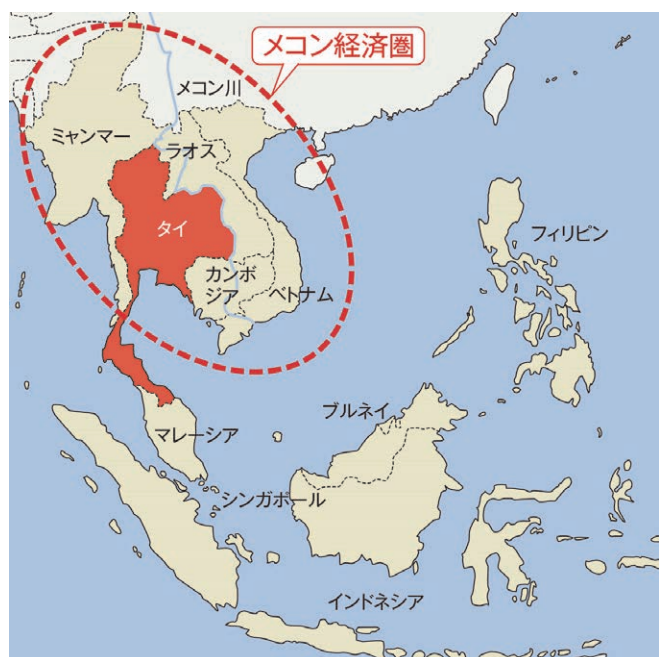 メコン経済圏
メコン川
ミャンマー
ラオス
タイ
フィリピン
カンボ
ジア
ベトナム
ブルネイ
マレーシア
シンガポール
インドネシア